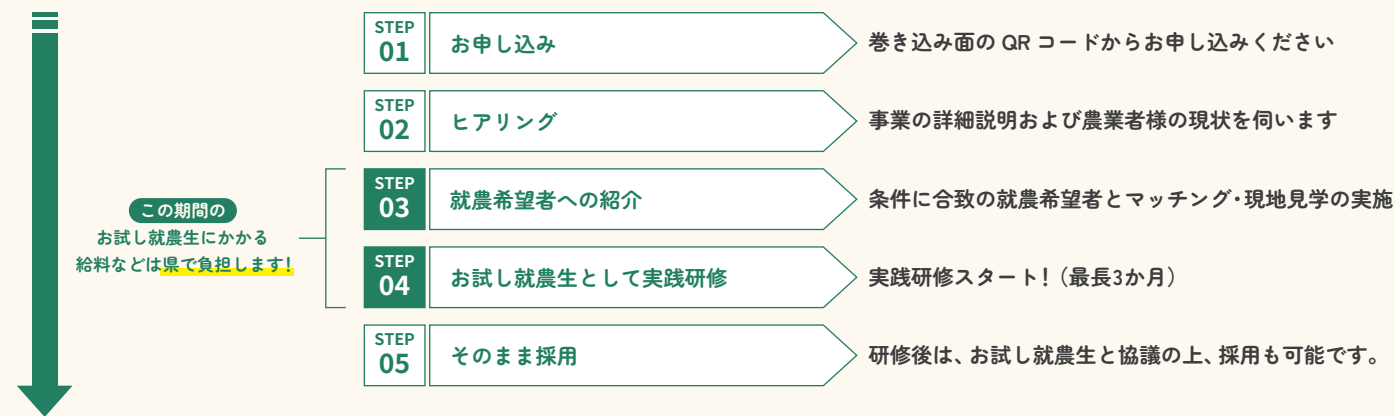 STEP
01
お申し込み
巻き込み面の QR コードからお申し込みください
STEP
02
ヒアリング
事業の詳細説明および農業者様の現状を伺います
STEP
03
就農希望者への紹介
条件に合致の就農希望者とマッチング・現地見学の実施
この期間の
お試し就農生にかかる
給料などは県で負担します！
STEP
04
お試し就農生として実践研修
実践研修スタート！（最長3か月）
STEP
05
そのまま採用
研修後は、お試し就農生と協議の上、採用も可能です。